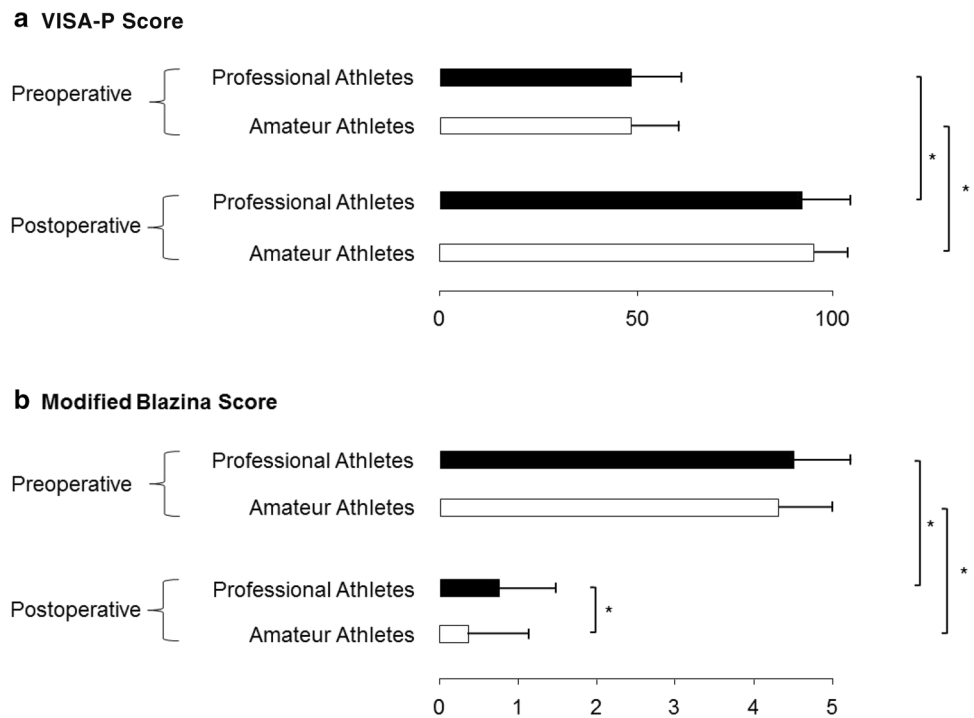 a VISA-P Score
Preoperative
Professional Athletes
Amateur Athletes
*
*
Postoperative
Professional Athletes
Amateur Athletes
0 50 100
b Modified Blazina Score
Preoperative
Professional Athletes
Amateur Athletes
*
*
Postoperative
Professional Athletes
Amateur Athletes
*
0 1 2 3 4 5